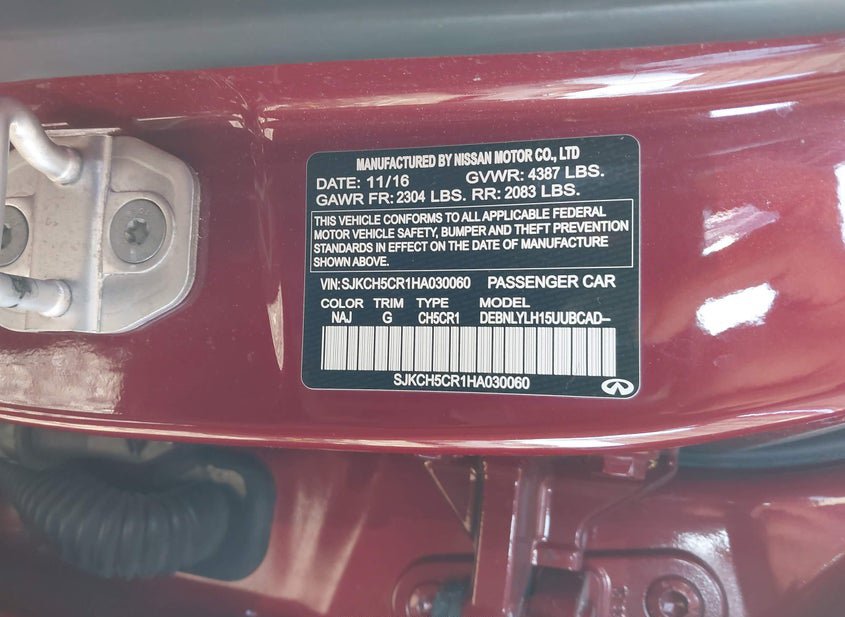 MANUFACTURED BY NISSAN MOTOR CO., LTD
DATE: 11/16 GVWR: 4387 LBS.
GAWR FR: 2304 LBS. RR: 2083 LBS.
THIS VEHICLE CONFORMS TO ALL APPLICABLE FEDERAL
MOTOR VEHICLE SAFETY, BUMPER AND THEFT PREVENTION
STANDARDS IN EFFECT ON THE DATE OF MANUFACTURE
SHOWN ABOVE.
VIN:SJKCH5CR1HA030060 PASSENGER CAR
COLOR TRIM TYPE MODEL
NAJ G CH5CR1 DEBNLYLH15UUBCAD–
SJKCH5CR1HA030060